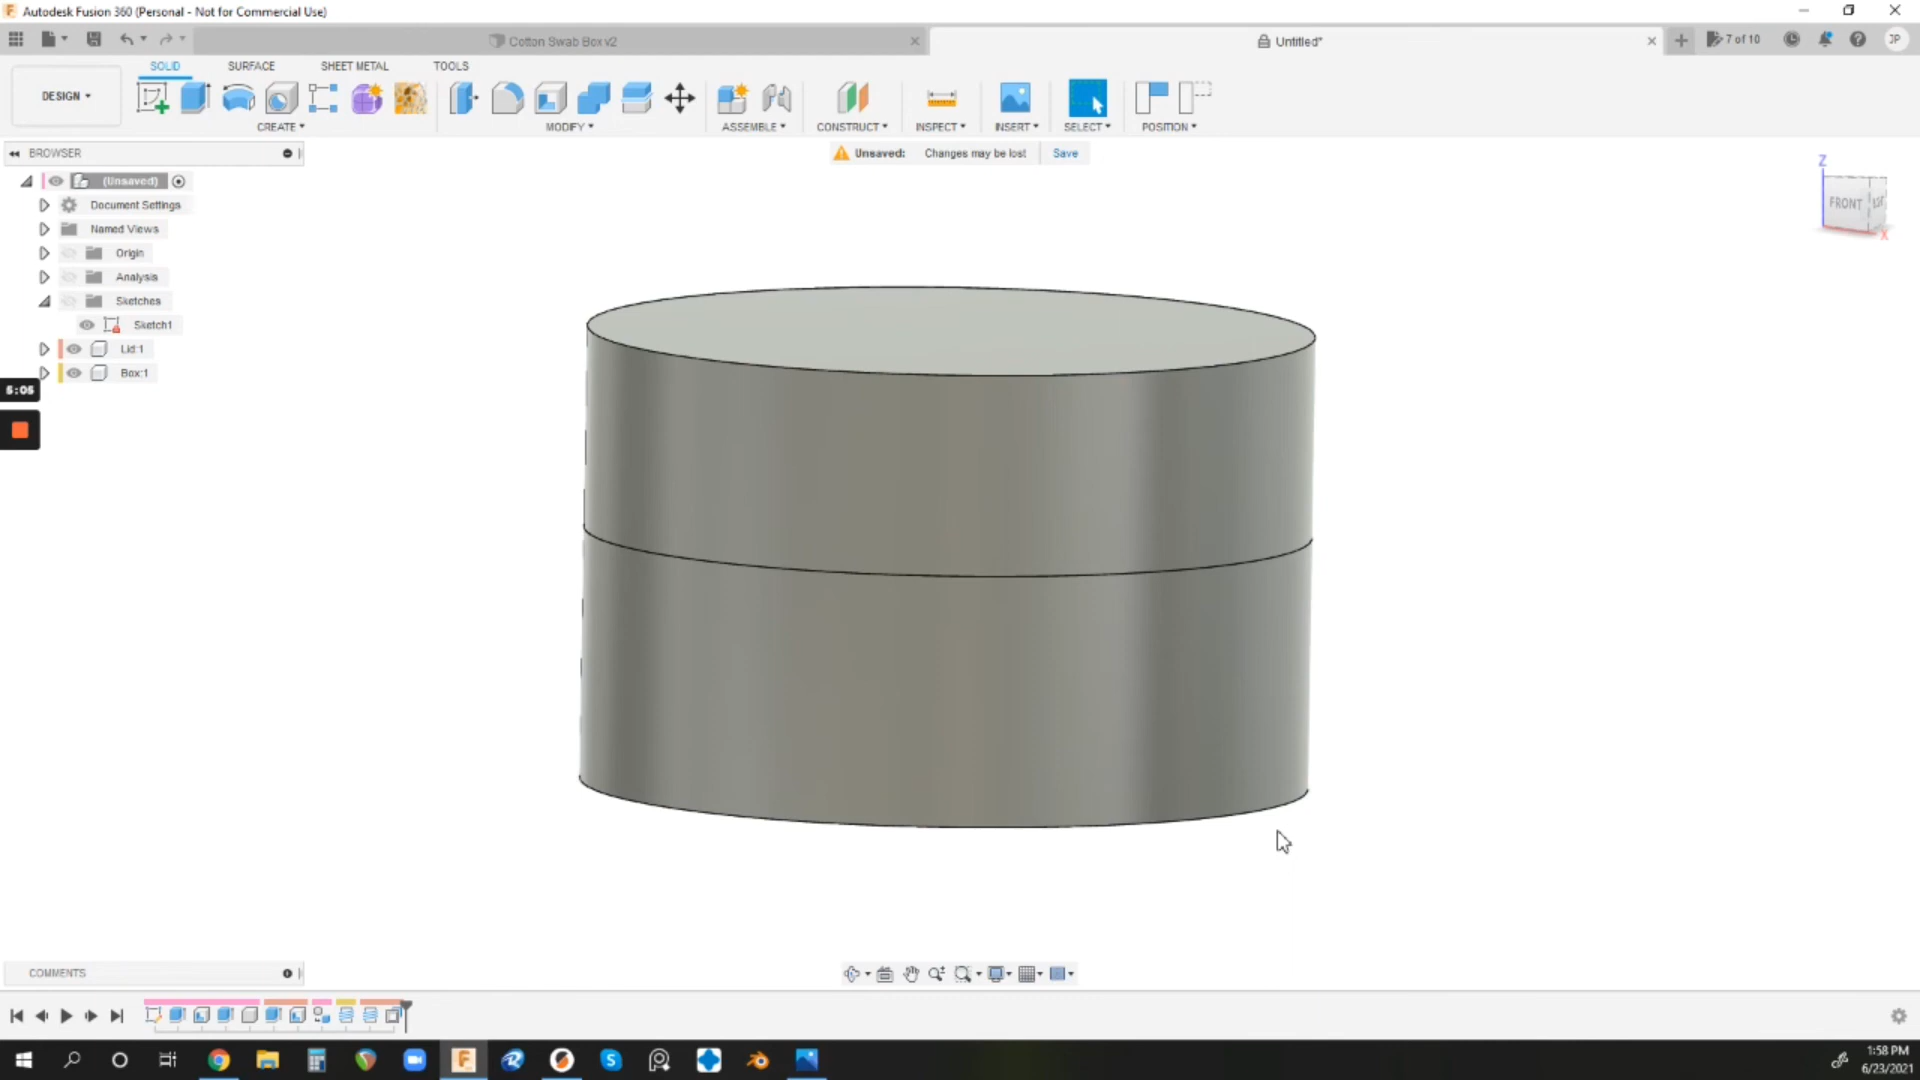 Autodesk Fusion 360 (Personal - Not for Commercial Use)
Cotton Swab Box v2
Untitled*
7 of 10
JP
DESIGN
SOLID
SURFACE
SHEET METAL
TOOLS
CREATE
MODIFY
ASSEMBLE
CONSTRUCT
INSPECT
INSERT
SELECT
POSITION
BROWSER
Unsaved: Changes may be lost Save
(Unsaved)
Document Settings
Named Views
Origin
Analysis
Sketches
Sketch1
Lid:1
Box:1
5:05
Z
FRONT
X
COMMENTS
1:58 PM
6/23/2021